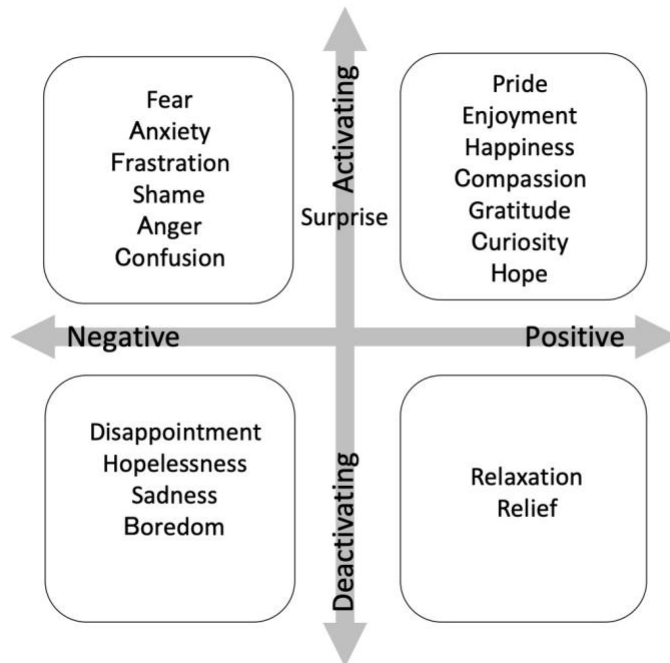 Fear
Anxiety
Frastration
Shame
Anger
Confusion
Activating
Surprise
Pride
Enjoyment
Happiness
Compassion
Gratitude
Curiosity
Hope
Negative
Positive
Disappointment
Hopelessness
Sadness
Boredom
Deactivating
Relaxation
Relief